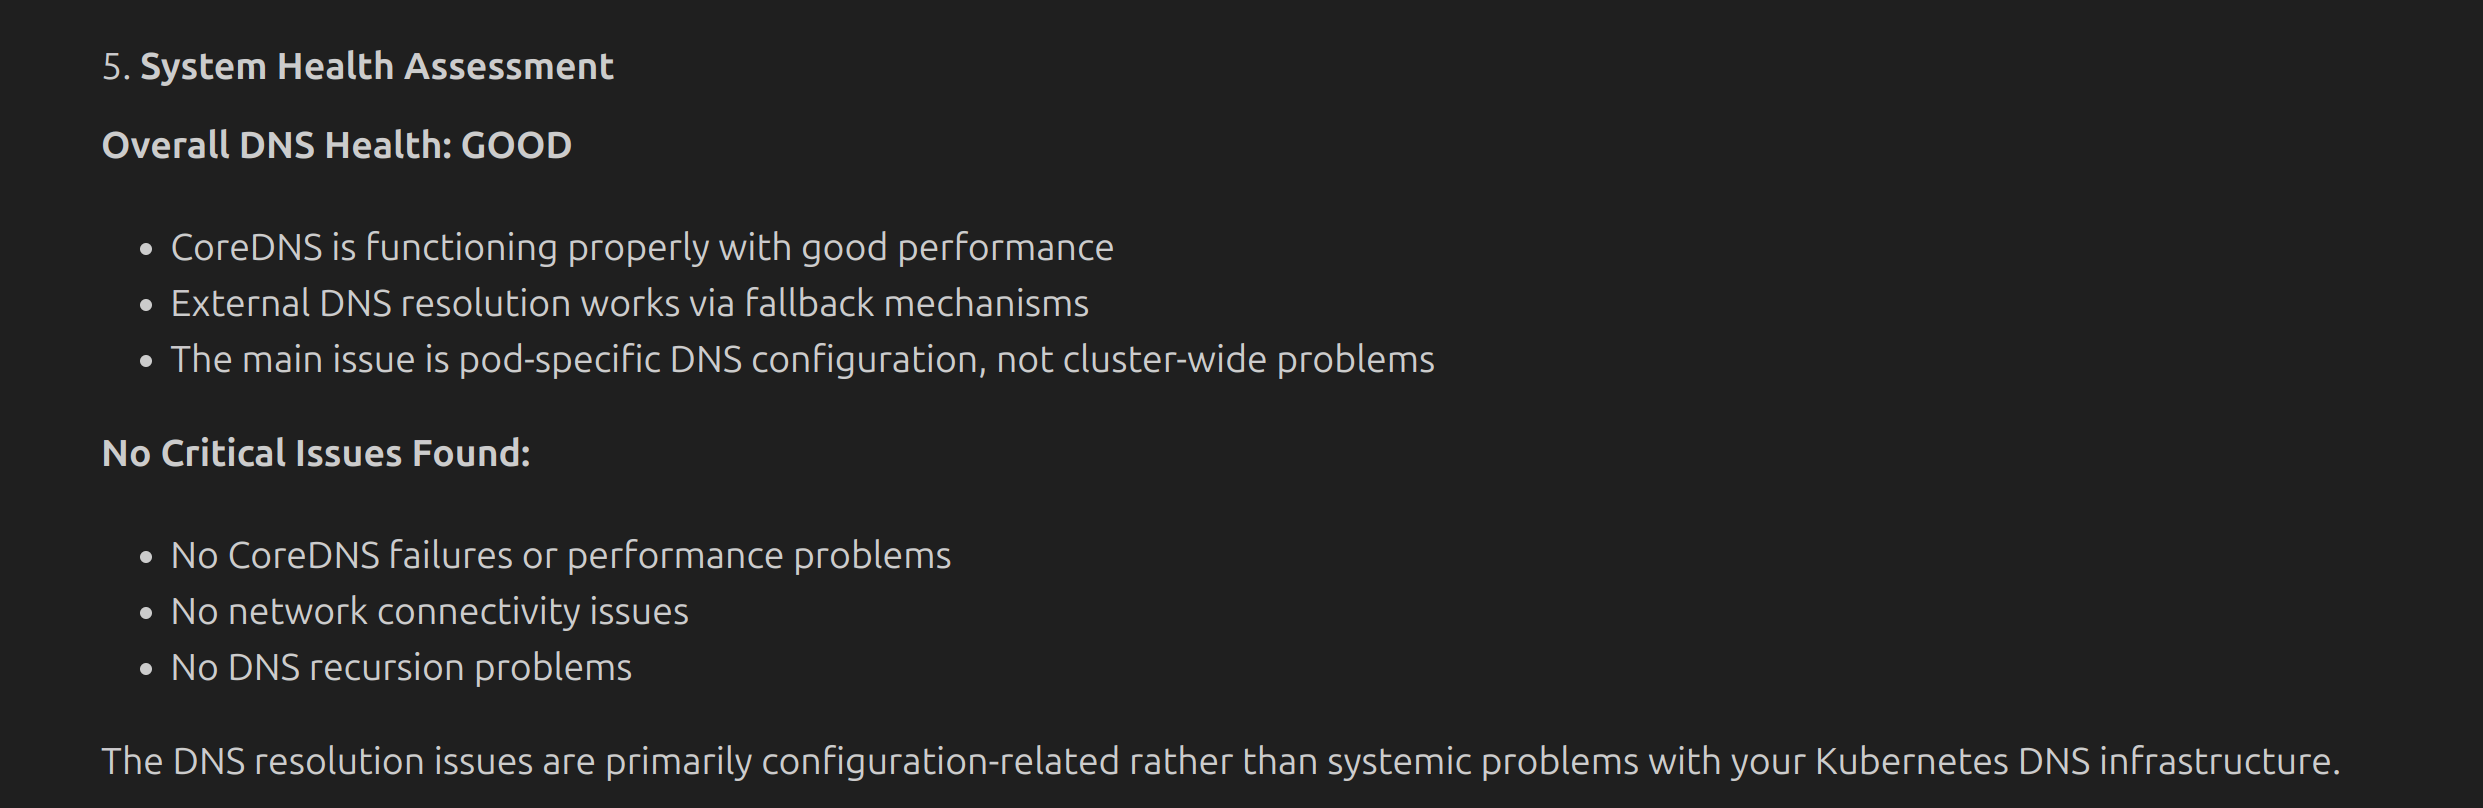 5. System Health Assessment
Overall DNS Health: GOOD
• CoreDNS is functioning properly with good performance
• External DNS resolution works via fallback mechanisms
• The main issue is pod-specific DNS configuration, not cluster-wide problems
No Critical Issues Found:
• No CoreDNS failures or performance problems
• No network connectivity issues
• No DNS recursion problems
The DNS resolution issues are primarily configuration-related rather than systemic problems with your Kubernetes DNS infrastructure.